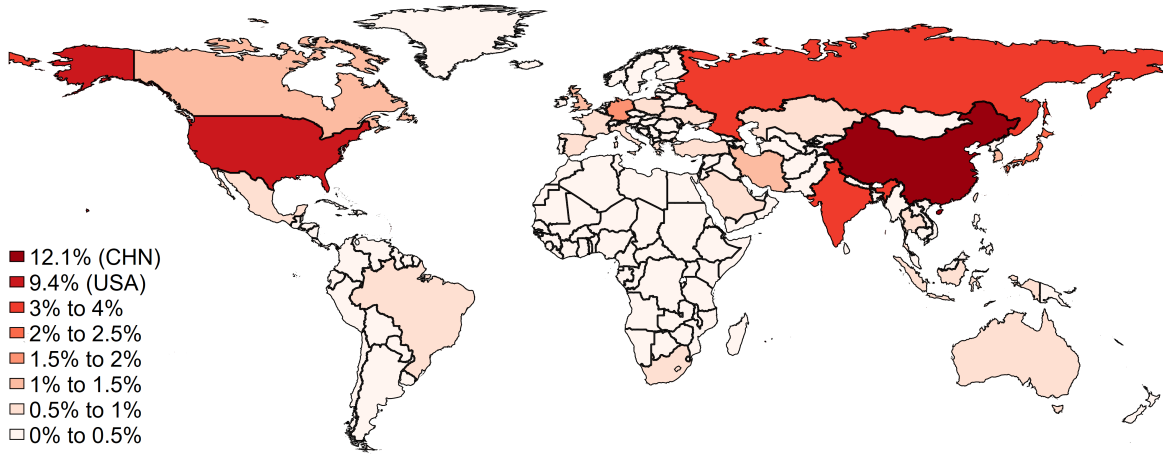 12.1% (CHN)
9.4% (USA)
3% to 4%
2% to 2.5%
1.5% to 2%
1% to 1.5%
0.5% to 1%
0% to 0.5%